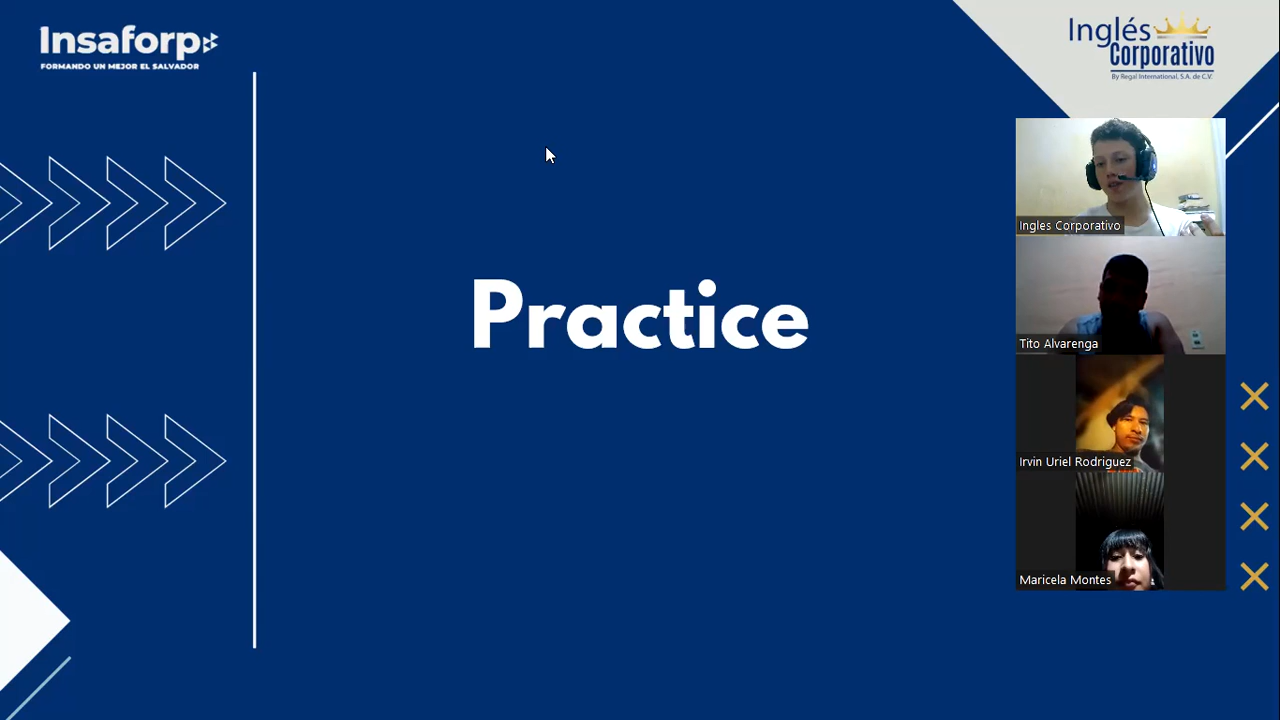 Insaforp
FORMANDO UN MEJOR EL SALVADOR
Inglés
Corporativo
By Regal International, S.A. de C.V.
Practice
Ingles Corporativo
Tito Alvarenga
Irvin Uriel Rodriguez
Maricela Montes